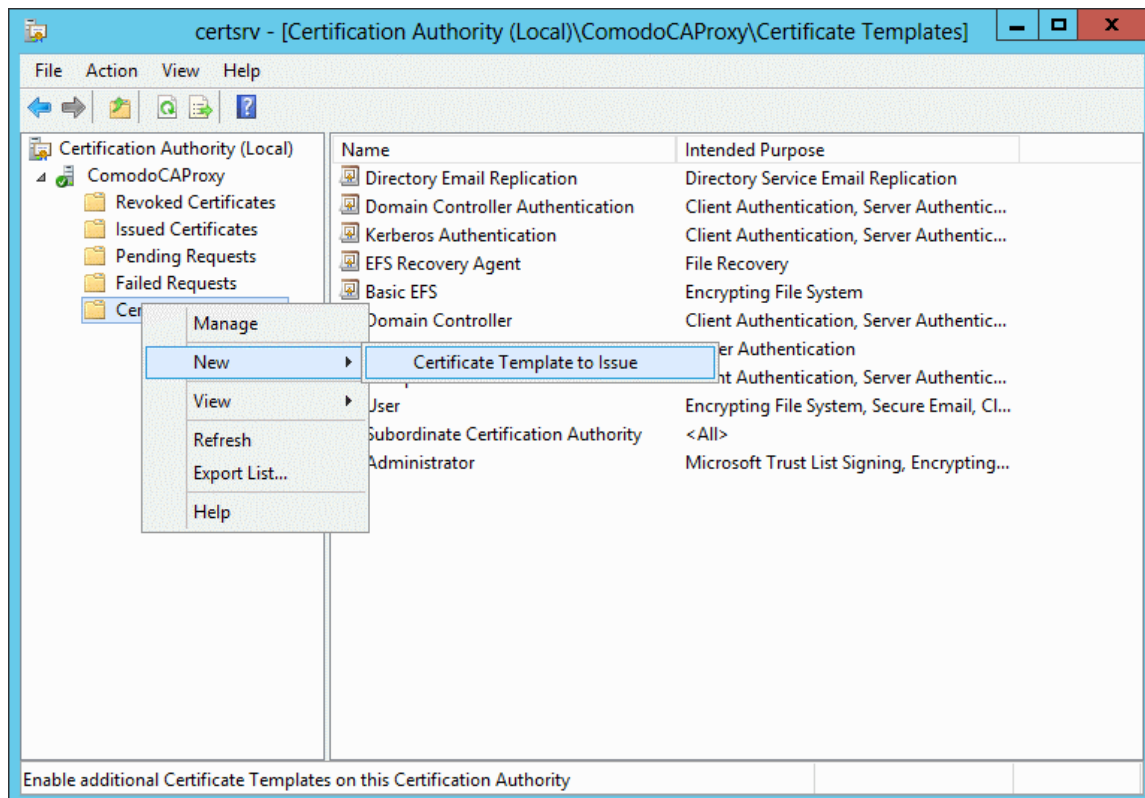 certsrv - [Certification Authority (Local)\ComodoCAProxy\Certificate Templates]
File Action View Help
Certification Authority (Local)
ComodoCAProxy
Revoked Certificates
Issued Certificates
Pending Requests
Failed Requests
Manage
New
Certificate Template to Issue
View
Refresh
Export List...
Help
Name Intended Purpose
Directory Email Replication Directory Service Email Replication
Domain Controller Authentication Client Authentication, Server Authentic...
Kerberos Authentication Client Authentication, Server Authentic...
EFS Recovery Agent File Recovery
Basic EFS Encrypting File System
Domain Controller Client Authentication, Server Authentic...
Authentication
Authentication, Server Authentic...
User Encrypting File System, Secure Email, Cl...
Subordinate Certification Authority <All>
Administrator Microsoft Trust List Signing, Encrypting...
Enable additional Certificate Templates on this Certification Authority